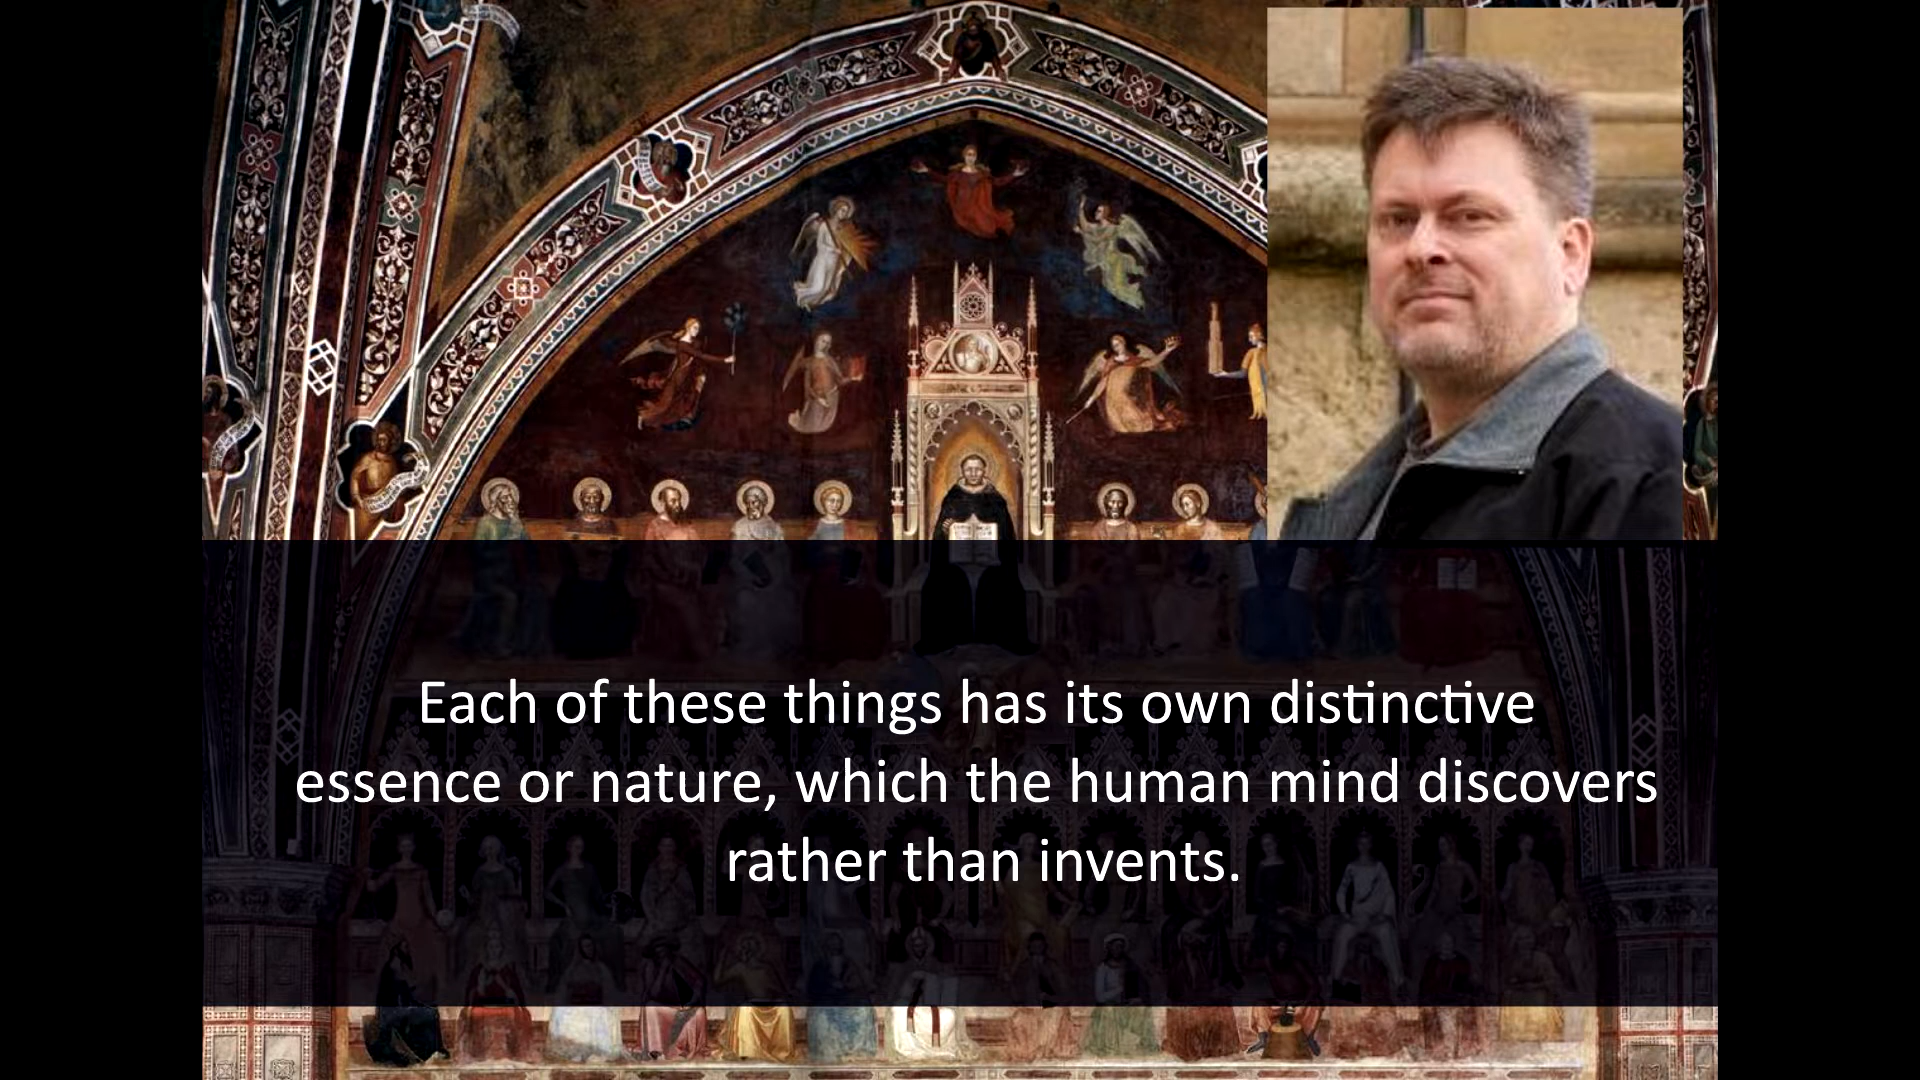 Each of these things has its own distinctive
essence or nature, which the human mind discovers
rather than invents.